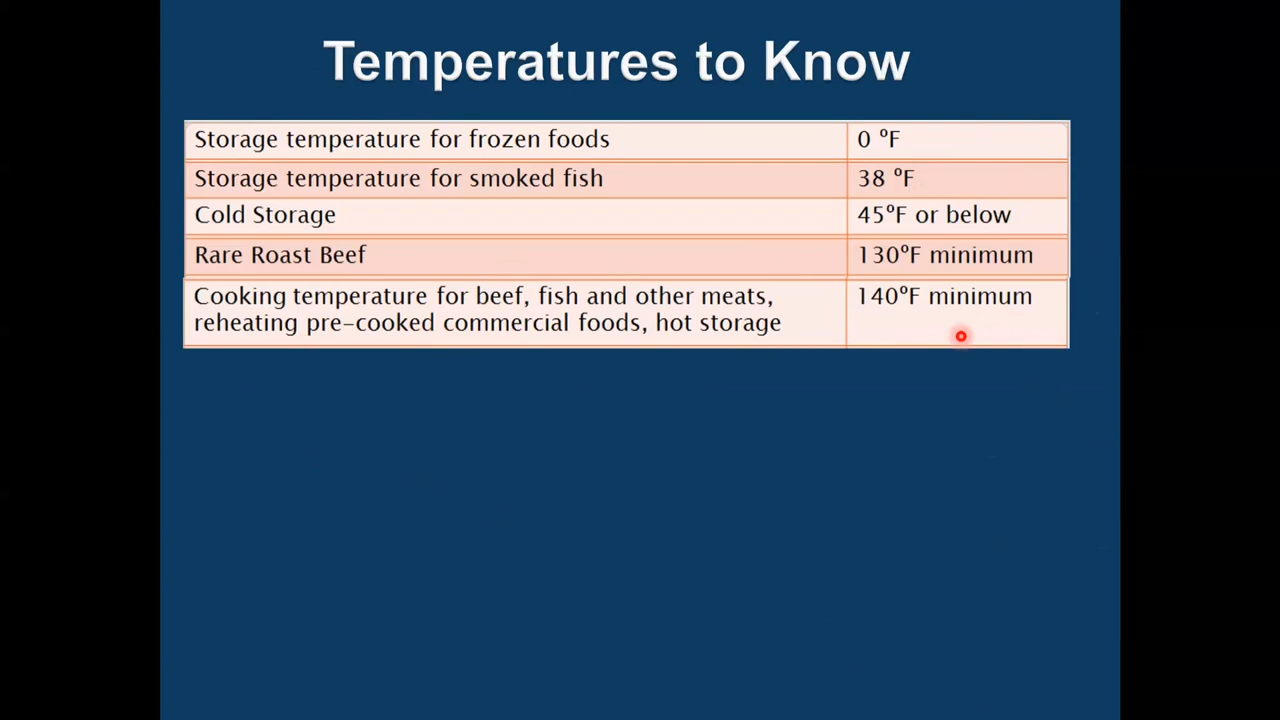 Temperatures to Know
Storage temperature for frozen foods 0 ºF
Storage temperature for smoked fish 38 ºF
Cold Storage 45ºF or below
Rare Roast Beef 130ºF minimum
Cooking temperature for beef, fish and other meats, 140ºF minimum
reheating pre-cooked commercial foods, hot storage